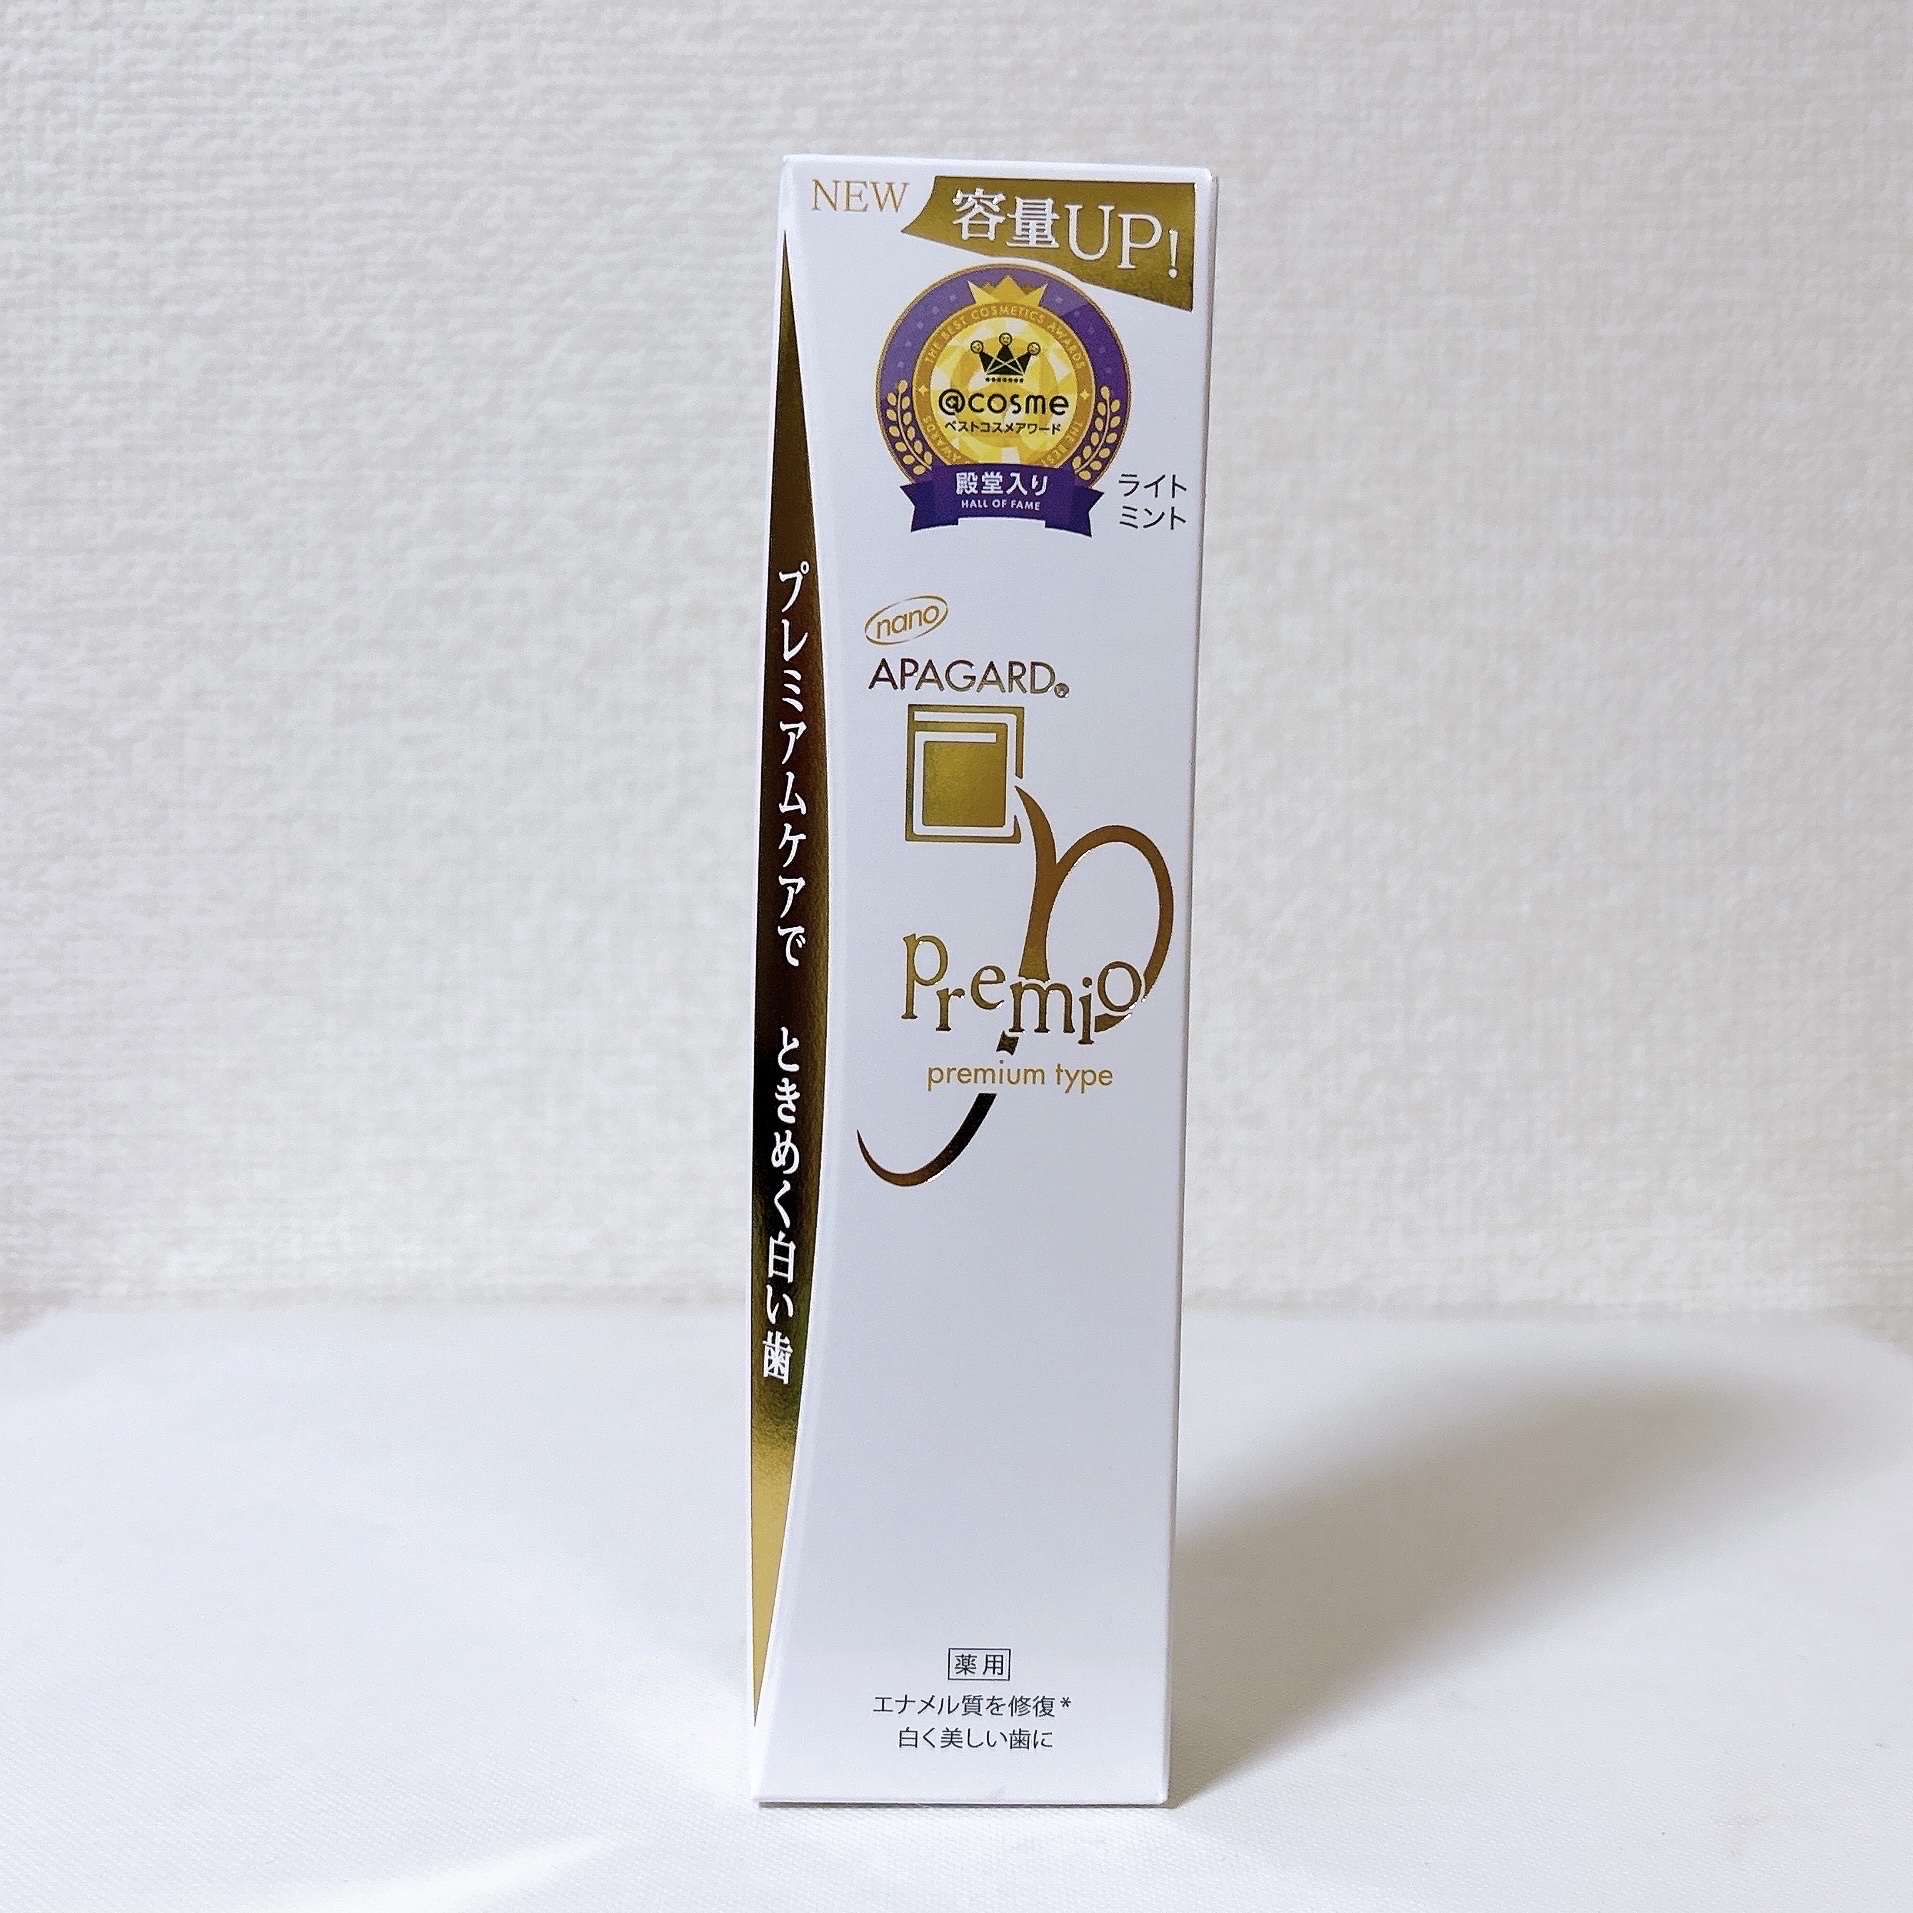 NEW
容量UP!
THE BEST COSMETICS AWARDS
@cosme
ベストコスメアワード
殿堂入り
HALL OF FAME
ライト
ミント
nano
APAGARD®
premio
premium type
プレミアムケアで ときめく白い歯
薬用
エナメル質を修復*
白く美しい歯に